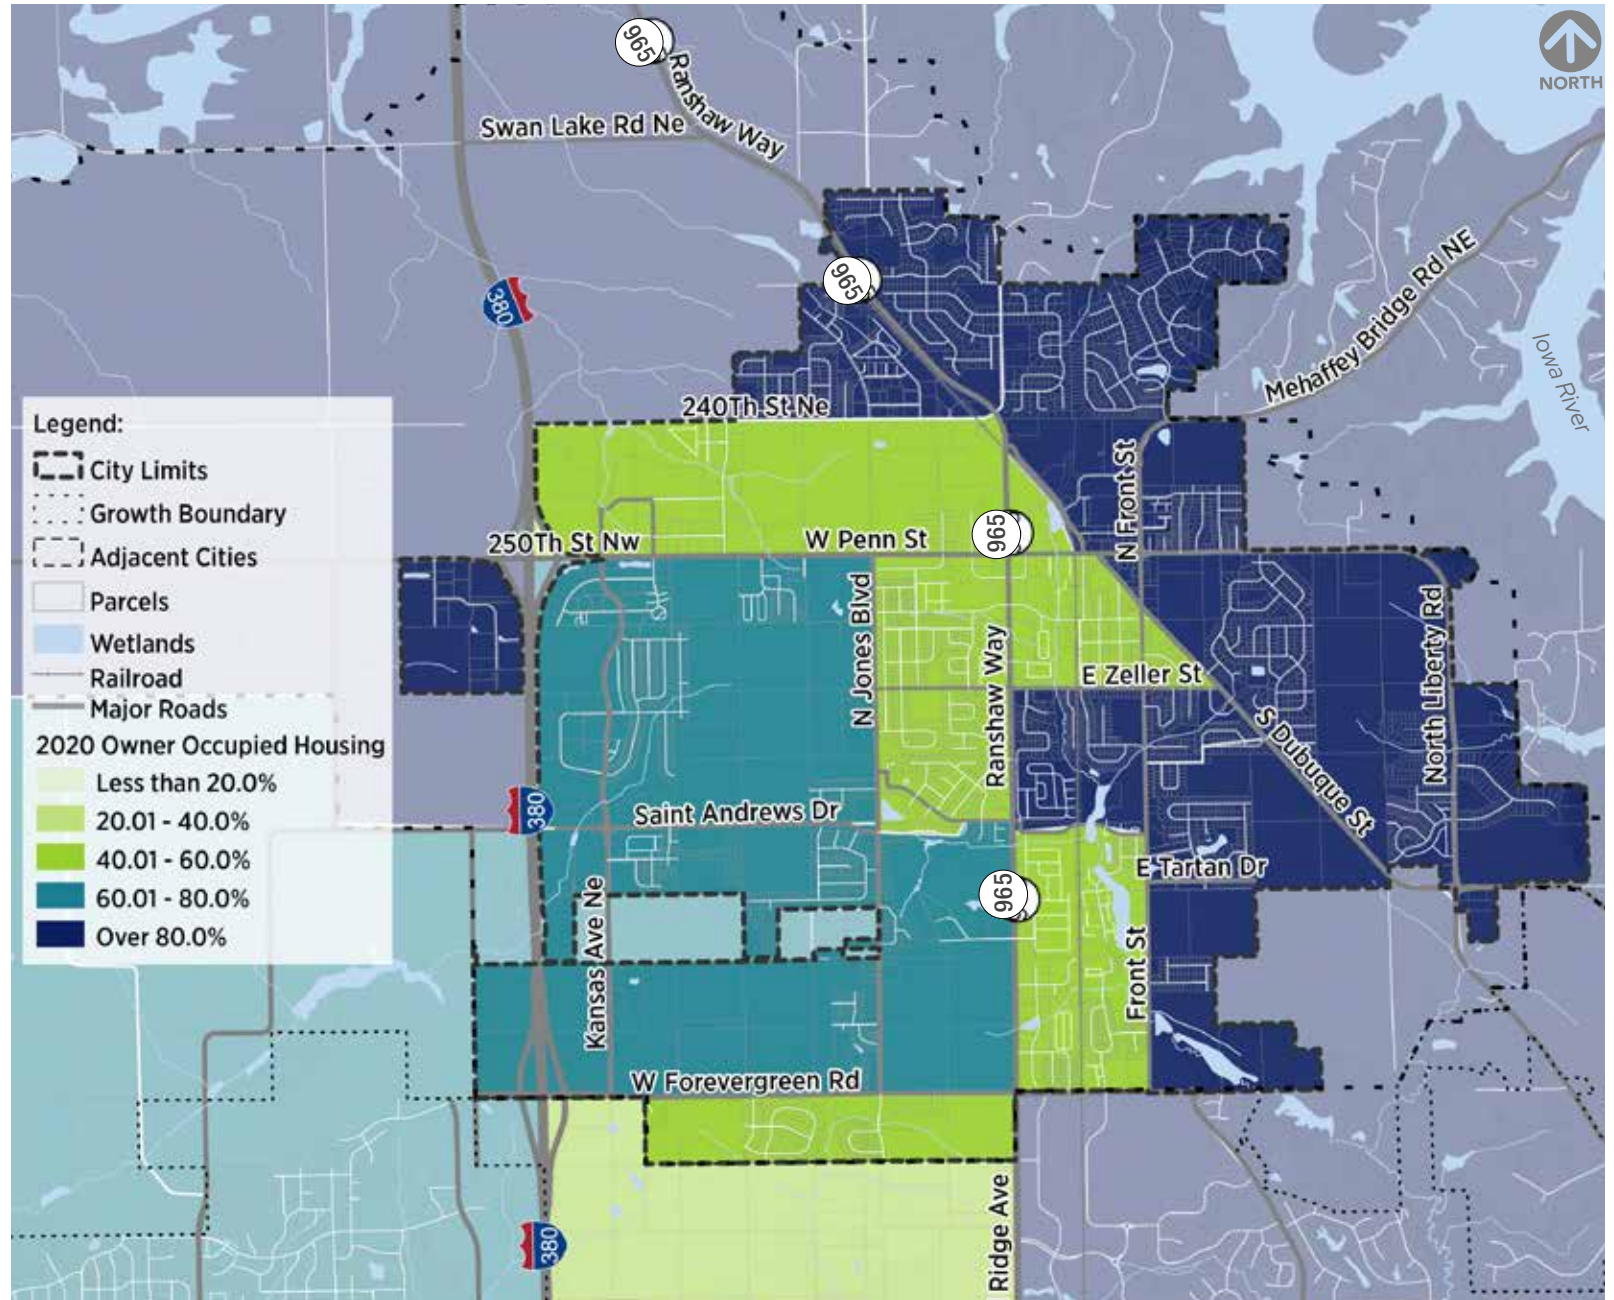 965
Ranshaw Way
NORTH
Swan Lake Rd Ne
965
380
Mehaffey Bridge Rd NE
Iowa River
240Th St Ne
N Front St
965
250Th St Nw
W Penn St
N Jones Blvd
Ranshaw Way
E Zeller St
North Liberty Rd
S Dubuque St
380
Saint Andrews Dr
E Tartan Dr
965
Kansas Ave Ne
Front St
W Forevergreen Rd
Ridge Ave
380
Legend:
City Limits
Growth Boundary
Adjacent Cities
Parcels
Wetlands
Railroad
Major Roads
2020 Owner Occupied Housing
Less than 20.0%
20.01 - 40.0%
40.01 - 60.0%
60.01 - 80.0%
Over 80.0%